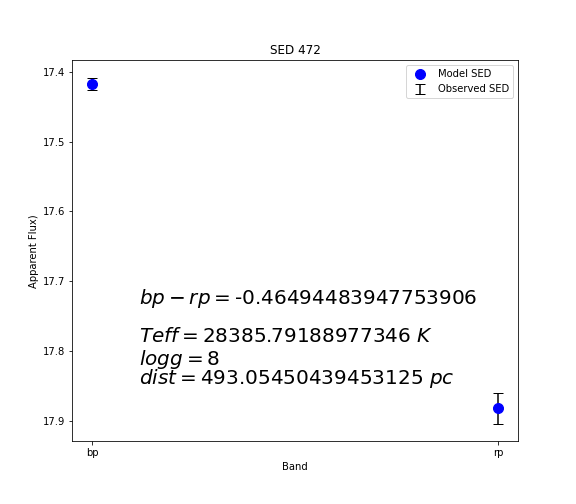 SED 472
Model SED
Observed SED
17.4
17.5
17.6
17.7
17.8
17.9
Apparent Flux)
bp − rp = -0.46494483947753906
Teff = 28385.79188977346 K
logg = 8
dist = 493.05450439453125 pc
bp rp
Band